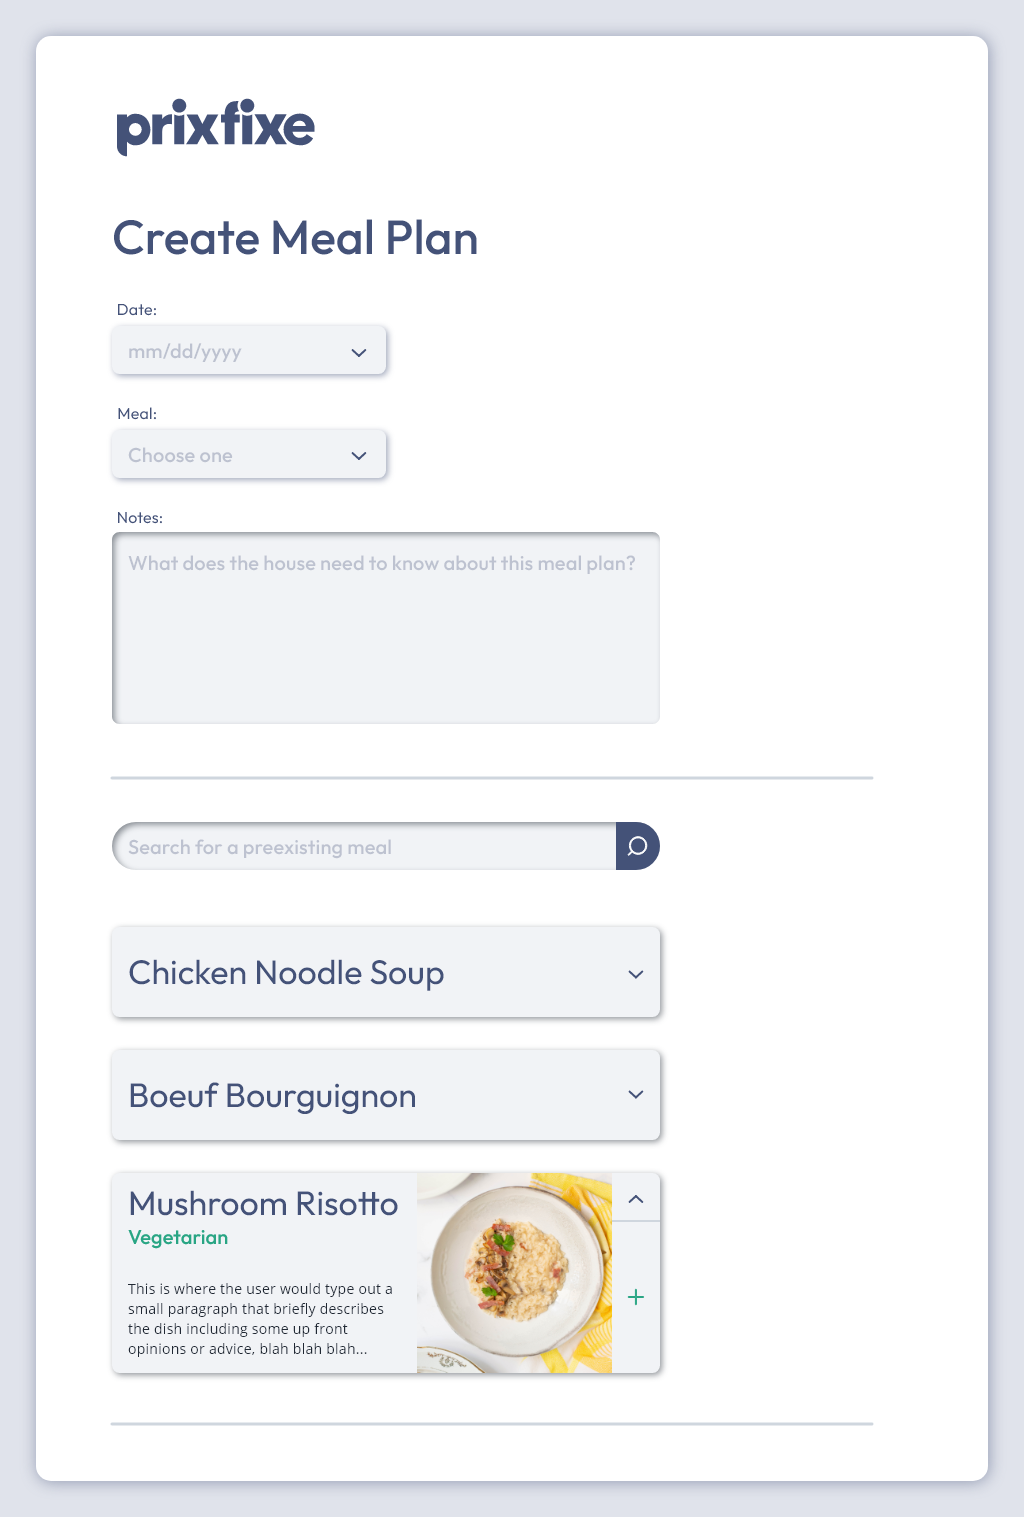 prixfixe
Create Meal Plan
Date:
mm/dd/yyyy
Meal:
Choose one
Notes:
What does the house need to know about this meal plan?
Search for a preexisting meal
Chicken Noodle Soup
Boeuf Bourguignon
Mushroom Risotto
Vegetarian
This is where the user would type out a
small paragraph that briefly describes
the dish including some up front
opinions or advice, blah blah blah...